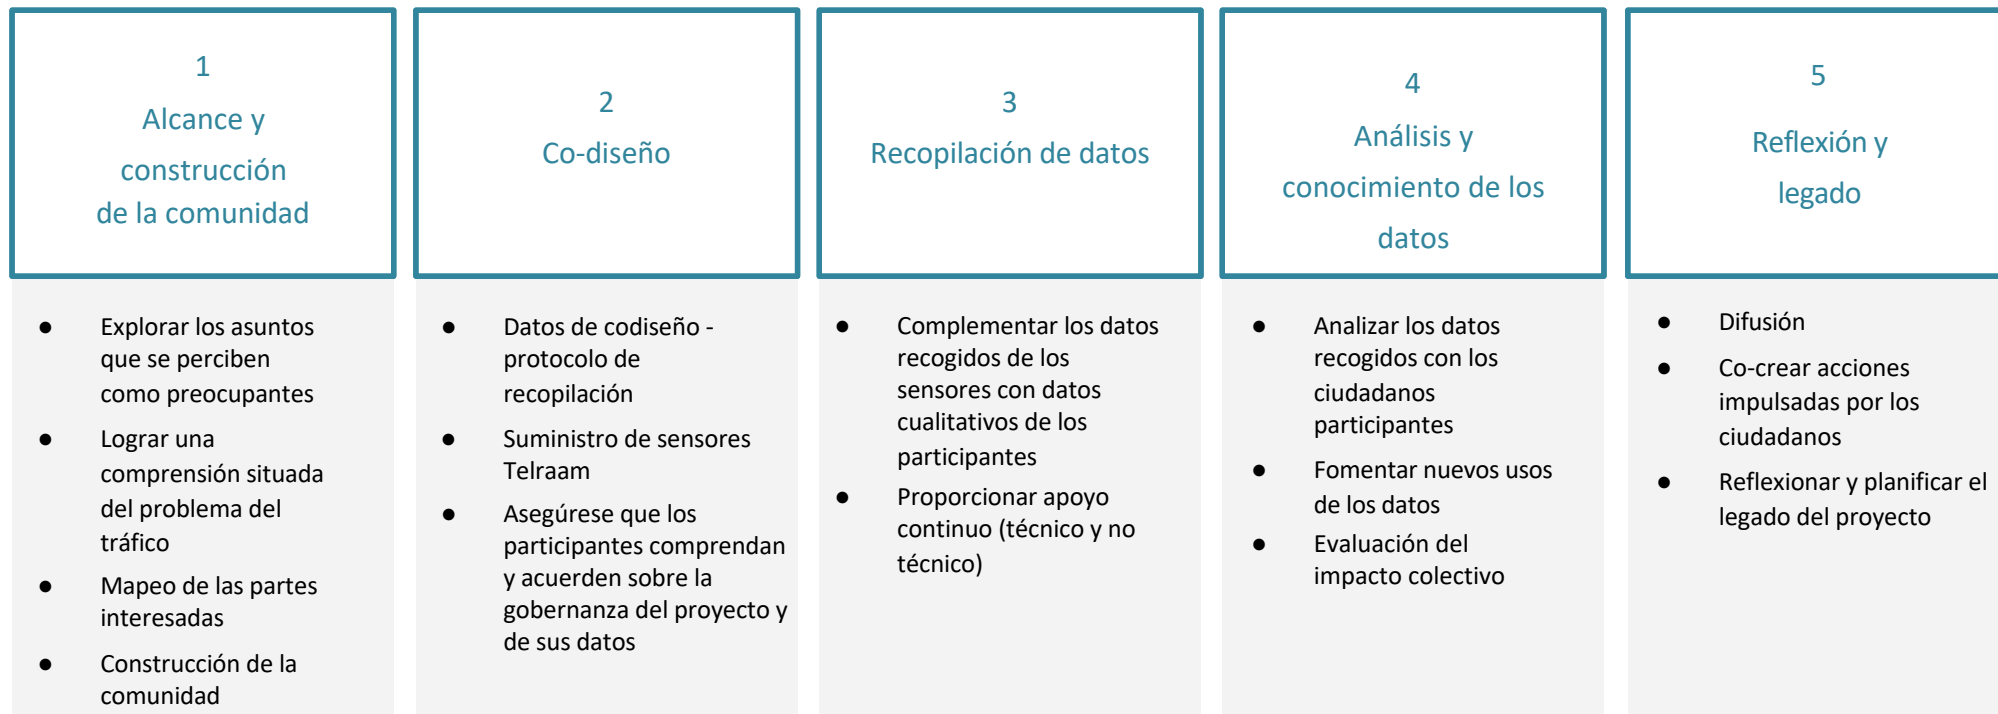 1
Alcance y
construcción
de la comunidad
● Explorar los asuntos
que se perciben
como preocupantes
● Lograr una
comprensión situada
del problema del
tráfico
● Mapeo de las partes
interesadas
● Construcción de la
comunidad
2
Co-diseño
● Datos de codiseño -
protocolo de
recopilación
● Suministro de sensores
Telraam
● Asegúrese que los
participantes comprendan
y acuerden sobre la
gobernanza del proyecto y
de sus datos
3
Recopilación de datos
● Complementar los datos
recogidos de los
sensores con datos
cualitativos de los
participantes
● Proporcionar apoyo
continuo (técnico y no
técnico)
4
Análisis y
conocimiento de los
datos
● Analizar los datos
recogidos con los
ciudadanos
participantes
● Fomentar nuevos usos
de los datos
● Evaluación del
impacto colectivo
5
Reflexión y
legado
● Difusión
● Co-crear acciones
impulsadas por los
ciudadanos
● Reflexionar y planificar el
legado del proyecto